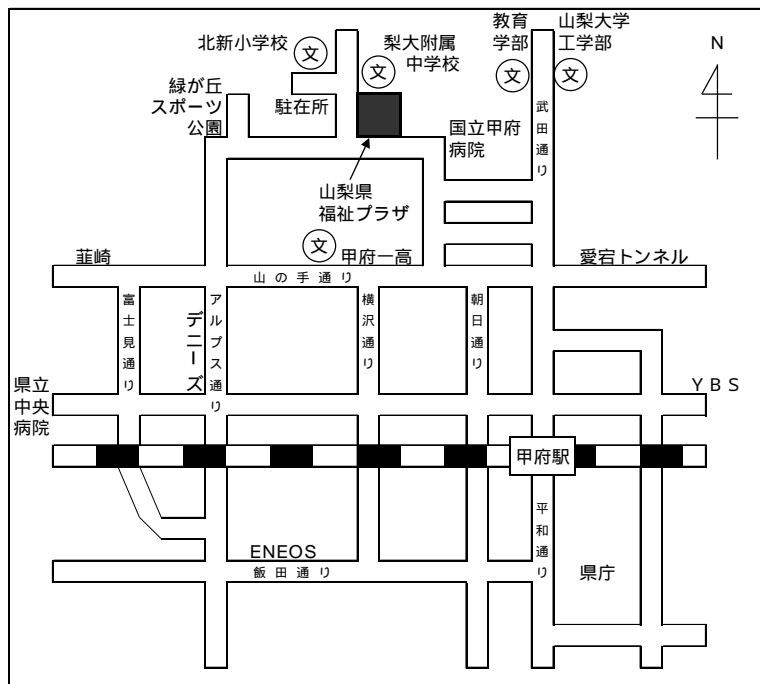 北新小学校
文
梨大附属
中学校
文
教育
学部
文
山梨大学
工学部
文
N
緑が丘
スポーツ
公園
駐在所
国立甲府
病院
武田通り
山梨県
福祉プラザ
文
甲府一高
韮崎
愛宕トンネル
山の手通り
富士見通り
アルプス通り
デニーズ
横沢通り
朝日通り
県立
中央
病院
YBS
甲府駅
平和通り
ENEOS
飯田通り
県庁